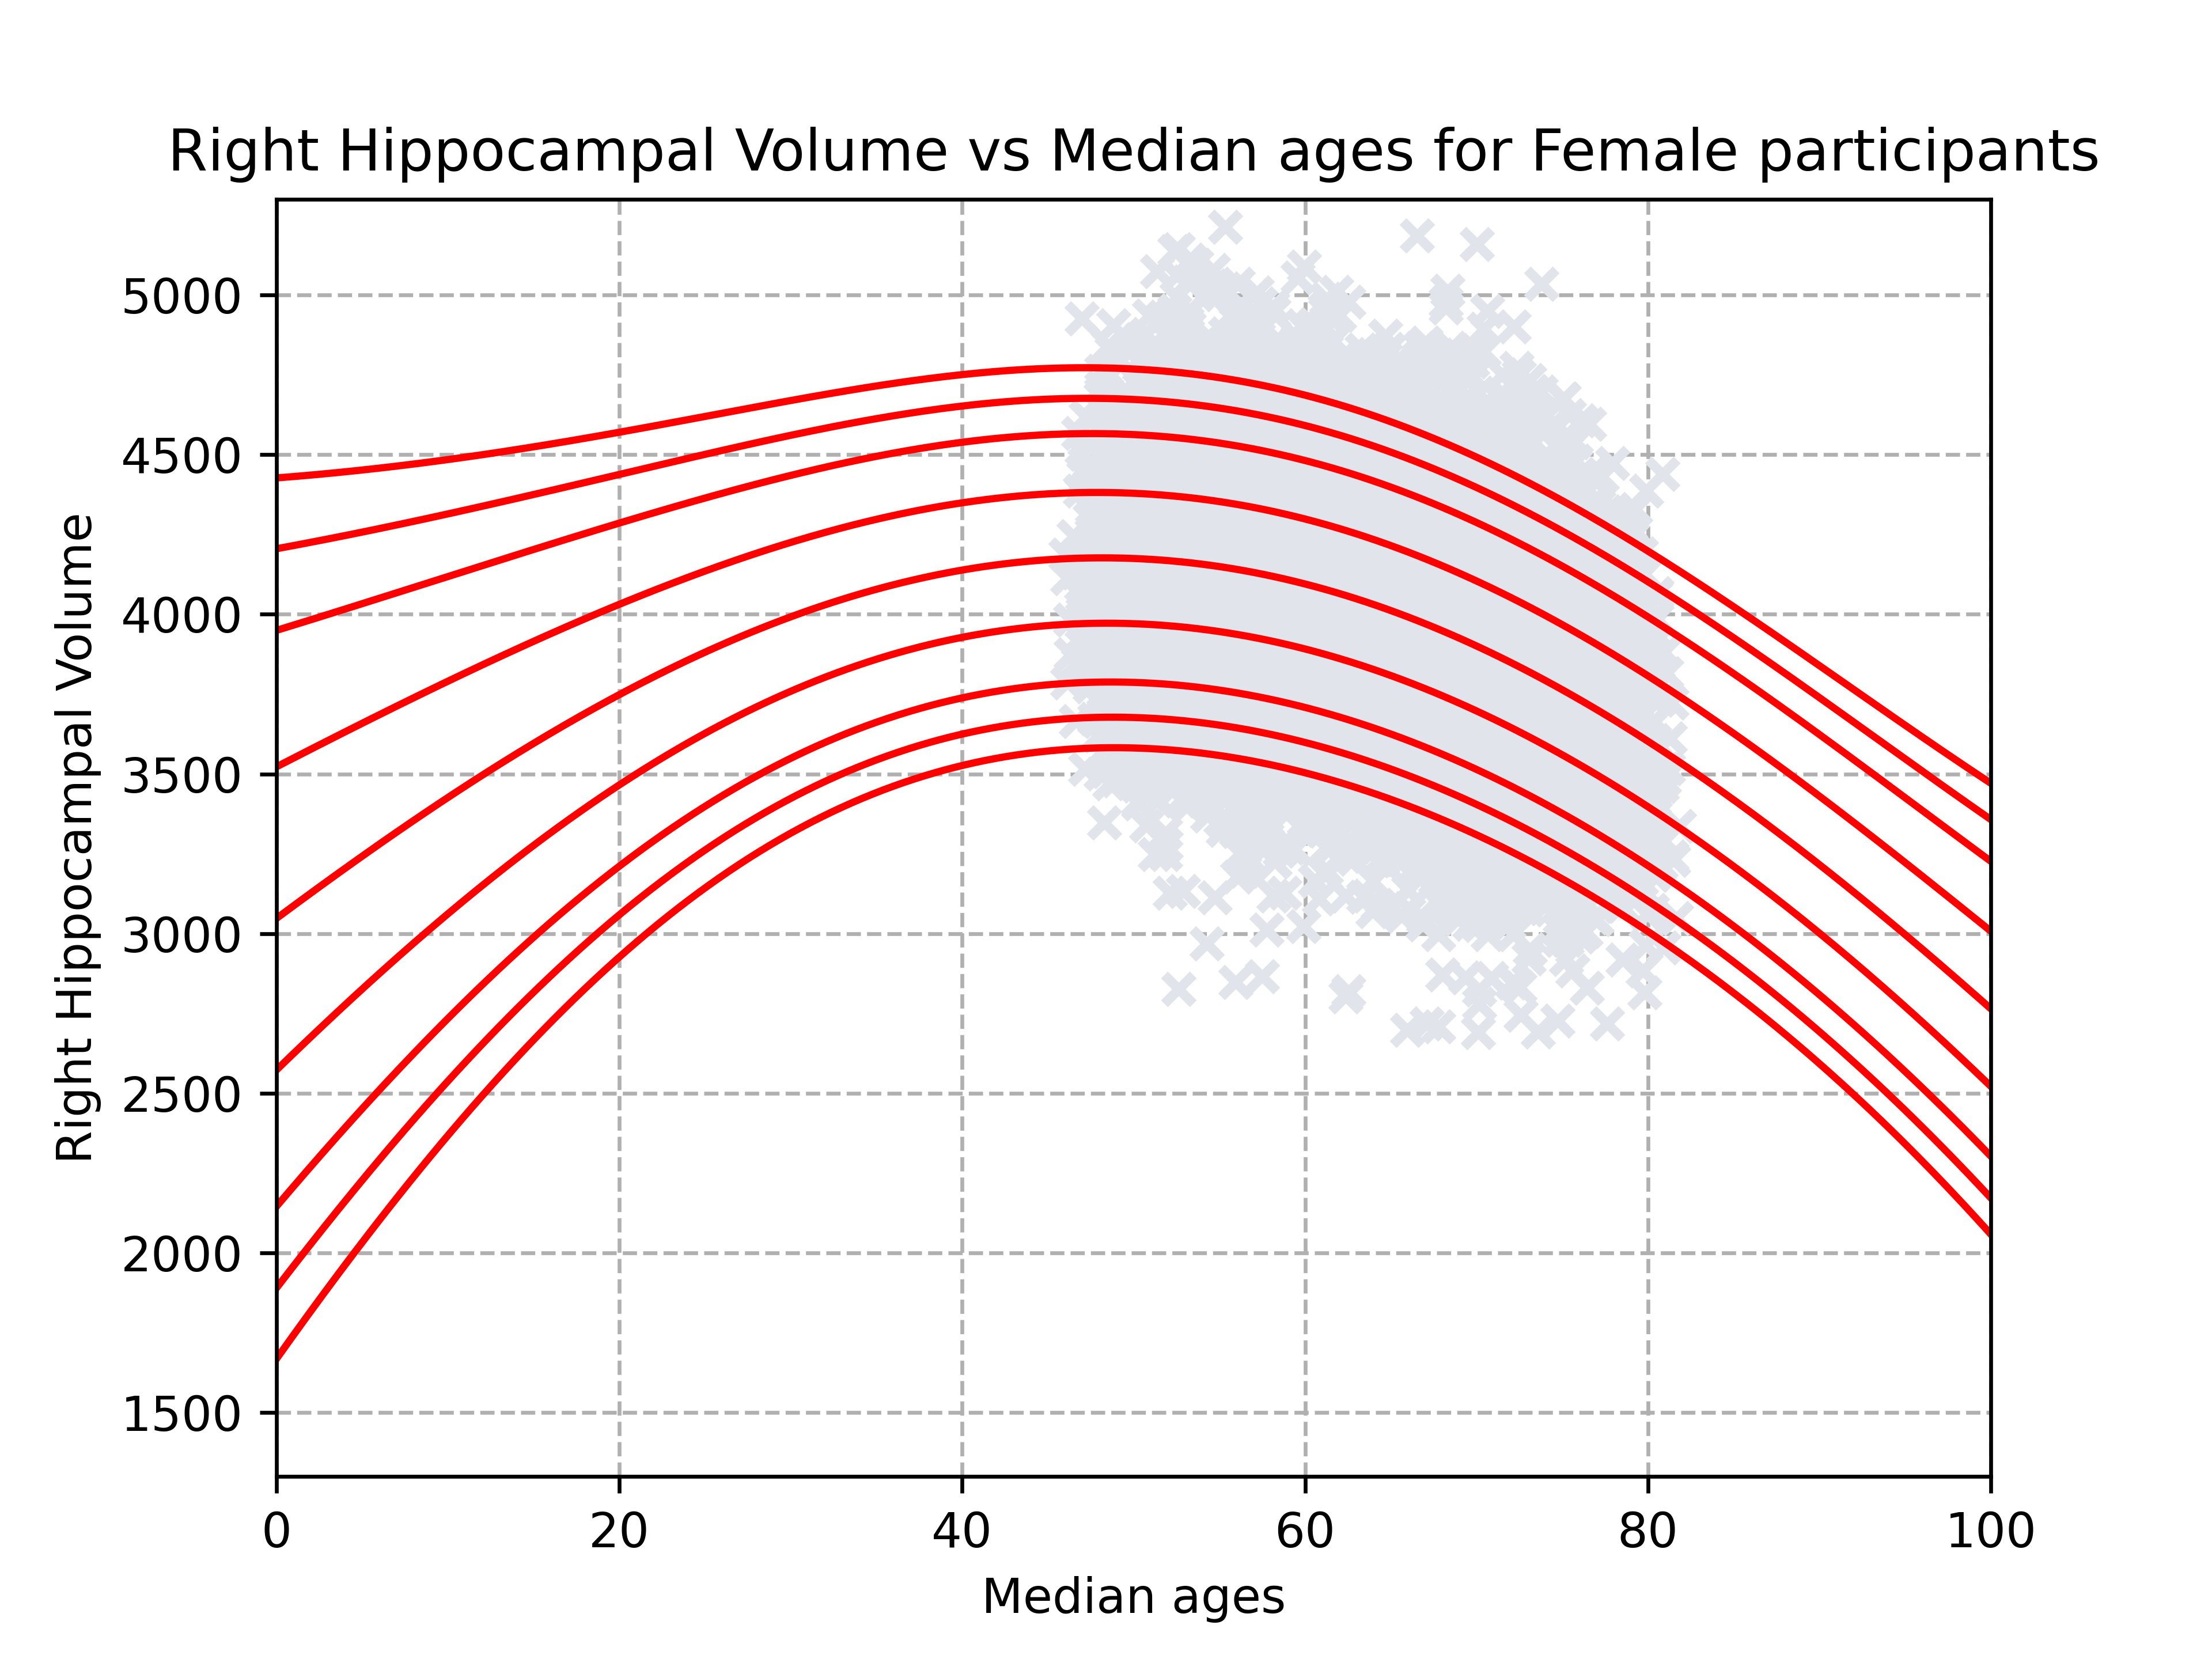 Right Hippocampal Volume vs Median ages for Female participants
Right Hippocampal Volume
5000
4500
4000
3500
3000
2500
2000
1500
0 20 40 60 80 100
Median ages